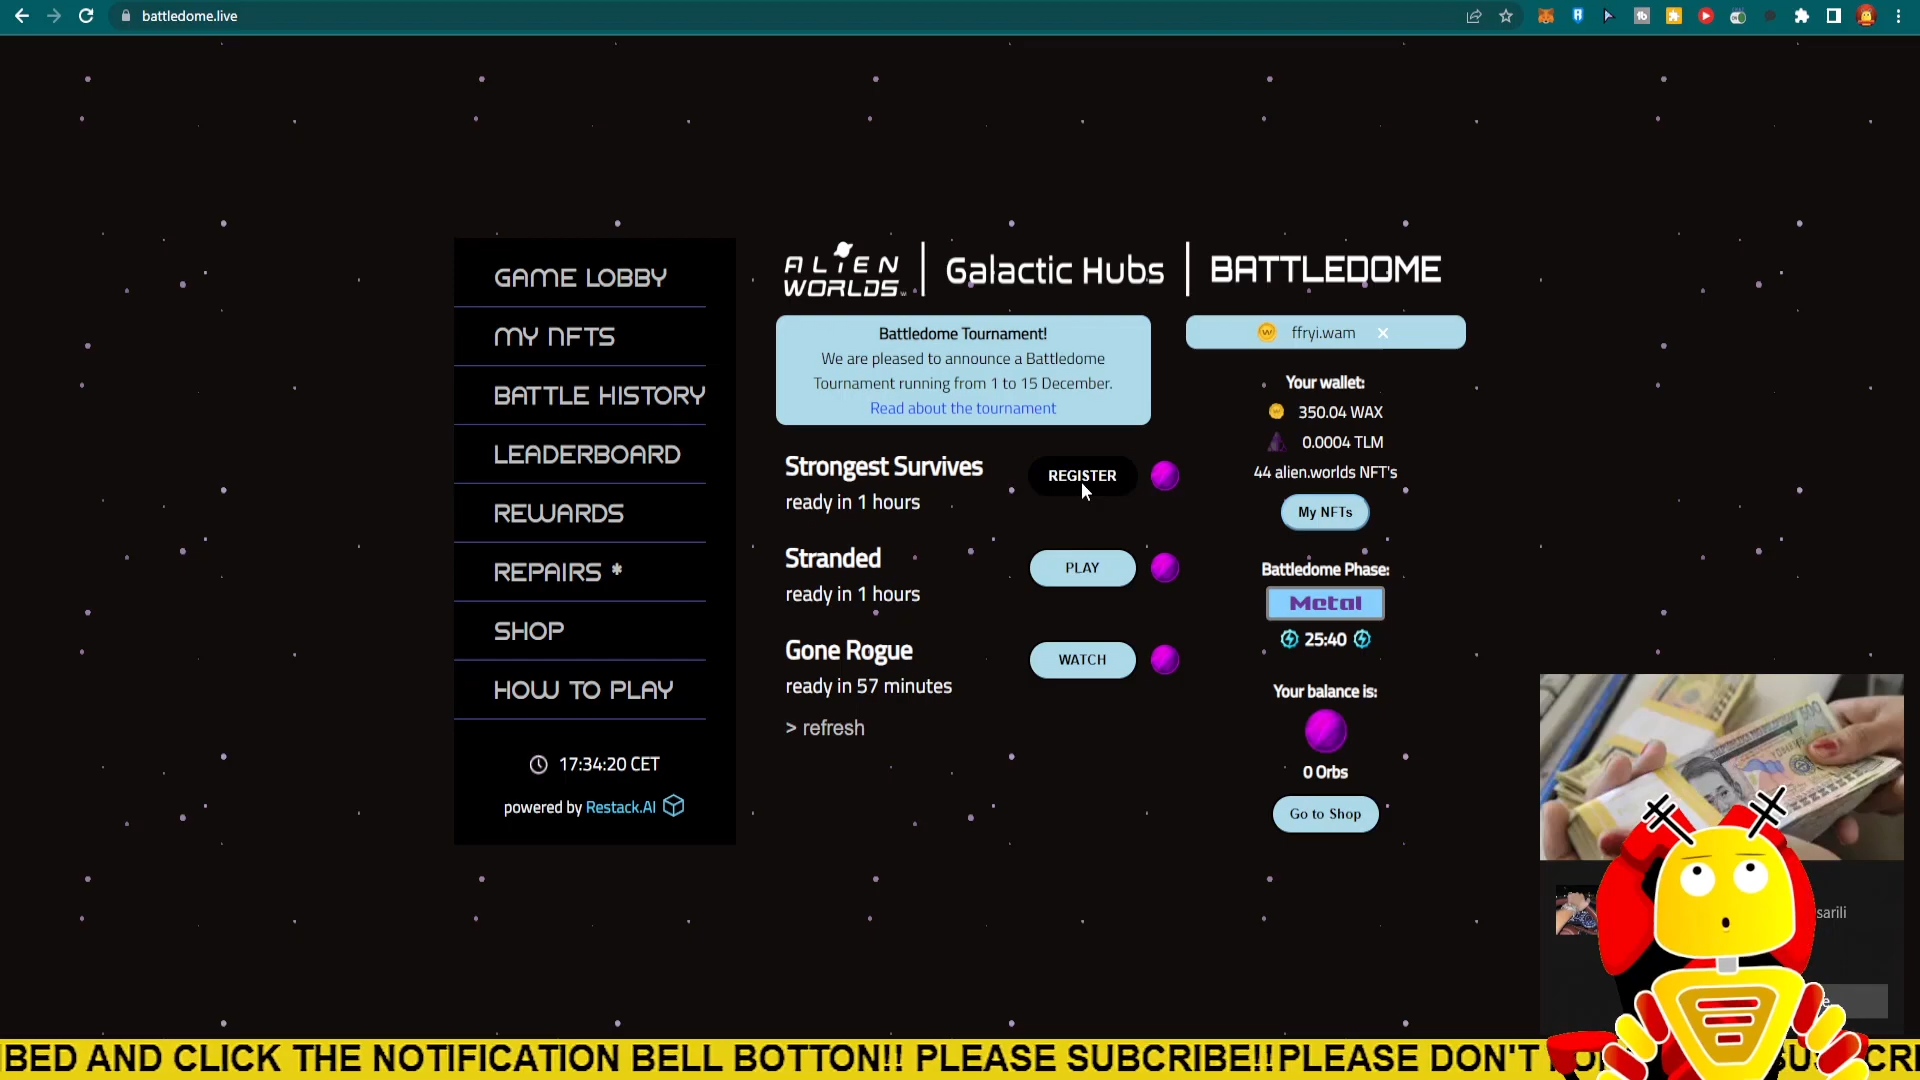 battledome.live
GAME LOBBY
MY NFTS
BATTLE HISTORY
LEADERBOARD
REWARDS
REPAIRS *
SHOP
HOW TO PLAY
17:34:20 CET
powered by Restack.AI
ALIEN WORLDS | Galactic Hubs | BATTLEDOME
Battledome Tournament!
We are pleased to announce a Battledome
Tournament running from 1 to 15 December.
Read about the tournament
Strongest Survives
ready in 1 hours
REGISTER
Stranded
ready in 1 hours
PLAY
Gone Rogue
ready in 57 minutes
WATCH
> refresh
ffryi.wam ×
Your wallet:
350.04 WAX
0.0004 TLM
44 alien.worlds NFT's
My NFTs
Battledome Phase:
Metal
25:40
Your balance is:
0 Orbs
Go to Shop
sarili
BED AND CLICK THE NOTIFICATION BELL BOTTON!! PLEASE SUBCRIBE!!PLEASE DON'T